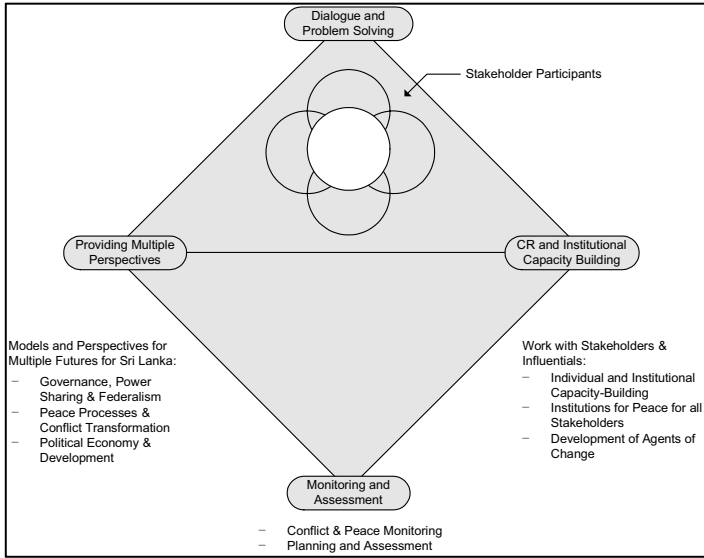 Dialogue and
Problem Solving
Stakeholder Participants
Providing Multiple
Perspectives
CR and Institutional
Capacity Building
Models and Perspectives for
Multiple Futures for Sri Lanka:
– Governance, Power
Sharing & Federalism
– Peace Processes &
Conflict Transformation
– Political Economy &
Development
Work with Stakeholders &
Influentials:
– Individual and Institutional
Capacity-Building
– Institutions for Peace for all
Stakeholders
– Development of Agents of
Change
Monitoring and
Assessment
– Conflict & Peace Monitoring
– Planning and Assessment